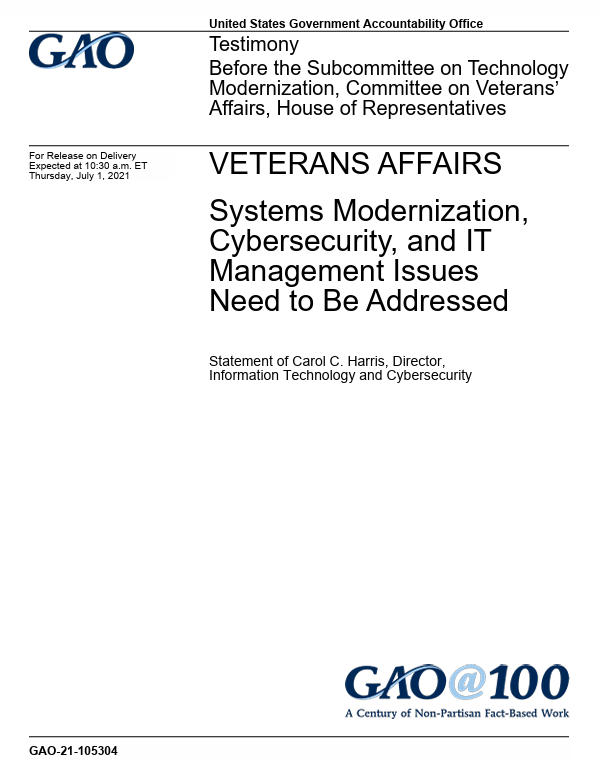 United States Government Accountability Office
GAO
Testimony
Before the Subcommittee on Technology
Modernization, Committee on Veterans’
Affairs, House of Representatives
For Release on Delivery
Expected at 10:30 a.m. ET
Thursday, July 1, 2021
VETERANS AFFAIRS
Systems Modernization,
Cybersecurity, and IT
Management Issues
Need to Be Addressed
Statement of Carol C. Harris, Director,
Information Technology and Cybersecurity
GAO@100
A Century of Non-Partisan Fact-Based Work
GAO-21-105304